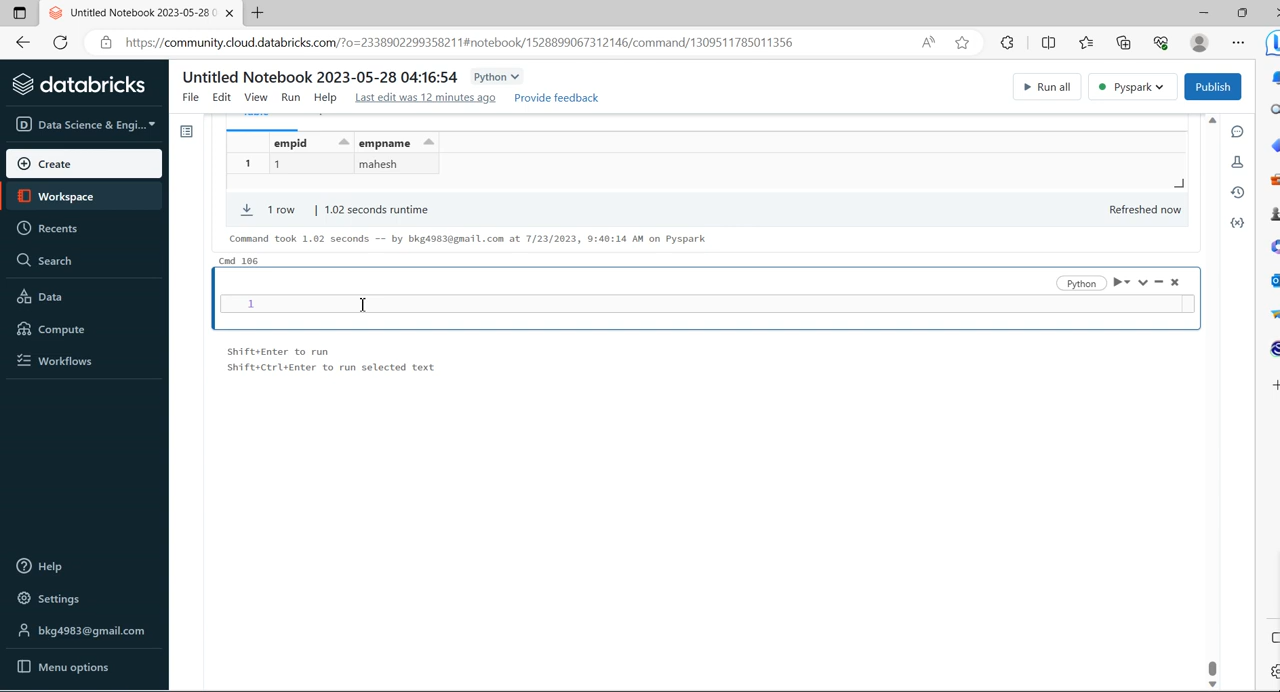 Untitled Notebook 2023-05-28 0
https://community.cloud.databricks.com/?o=2338902299358211#notebook/1528899067312146/command/1309511785011356
databricks
Untitled Notebook 2023-05-28 04:16:54 Python
File Edit View Run Help Last edit was 12 minutes ago Provide feedback
Run all Pyspark Publish
D Data Science & Engi...
Create
Workspace
Recents
Search
Data
Compute
Workflows
Help
Settings
bkg4983@gmail.com
Menu options
empid empname
1 1 mahesh
1 row | 1.02 seconds runtime Refreshed now
Command took 1.02 seconds -- by bkg4983@gmail.com at 7/23/2023, 9:40:14 AM on Pyspark
Cmd 106
Python
1
Shift+Enter to run
Shift+Ctrl+Enter to run selected text